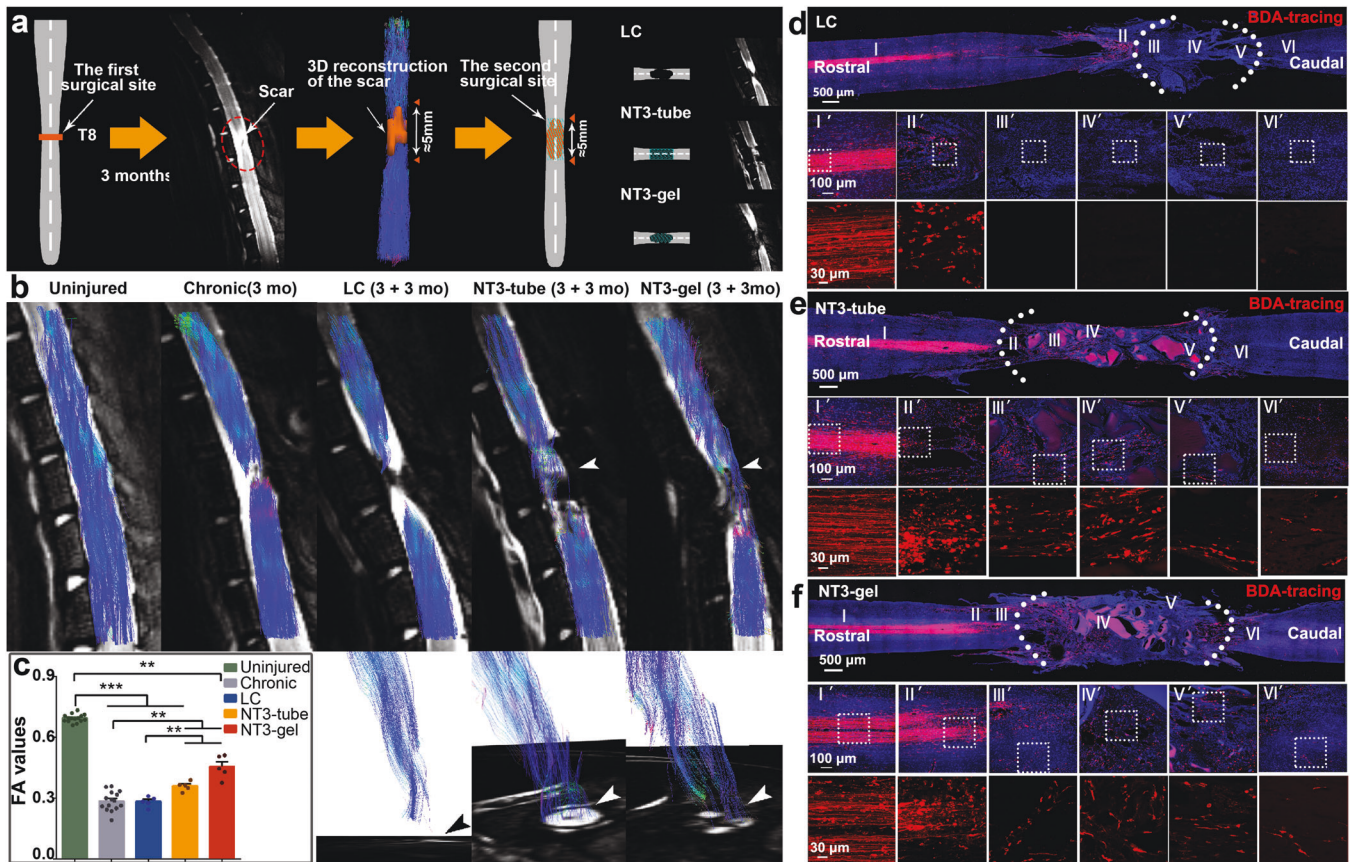 a
The first
surgical site
T8
3 months
Scar
3D reconstruction
of the scar
≈5mm
The second
surgical site
≈5mm
LC
NT3-tube
NT3-gel
b
Uninjured
Chronic(3 mo)
LC (3 + 3 mo)
NT3-tube (3 + 3 mo)
NT3-gel (3 + 3mo)
c
FA values
0.9
0.6
0.3
0.0
**
***
**
**
Uninjured
Chronic
LC
NT3-tube
NT3-gel
d
LC
BDA-tracing
I
II
III
IV
V
VI
Rostral
Caudal
500 µm
I′
II′
III′
IV′
V′
VI′
100 µm
30 µm
e
NT3-tube
BDA-tracing
I
II
III
IV
V
VI
Rostral
Caudal
500 µm
I′
II′
III′
IV′
V′
VI′
100 µm
30 µm
f
NT3-gel
BDA-tracing
I
II
III
IV
V
VI
Rostral
Caudal
500 µm
I′
II′
III′
IV′
V′
VI′
100 µm
30 µm